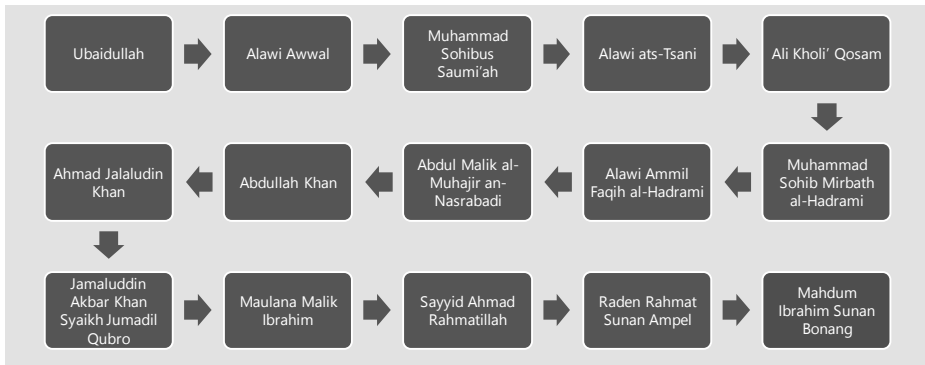 Ubaidullah
Alawi Awwal
Muhammad
Sohibus
Saumi'ah
Alawi ats-Tsani
Ali Kholi' Qosam
Muhammad
Sohib Mirbath
al-Hadrami
Alawi Ammil
Faqih al-Hadrami
Abdul Malik al-
Muhajir an-
Nasrabadi
Abdullah Khan
Ahmad Jalaludin
Khan
Jamaluddin
Akbar Khan
Syaikh Jumadil
Qubro
Maulana Malik
Ibrahim
Sayyid Ahmad
Rahmatillah
Raden Rahmat
Sunan Ampel
Mahdum
Ibrahim Sunan
Bonang